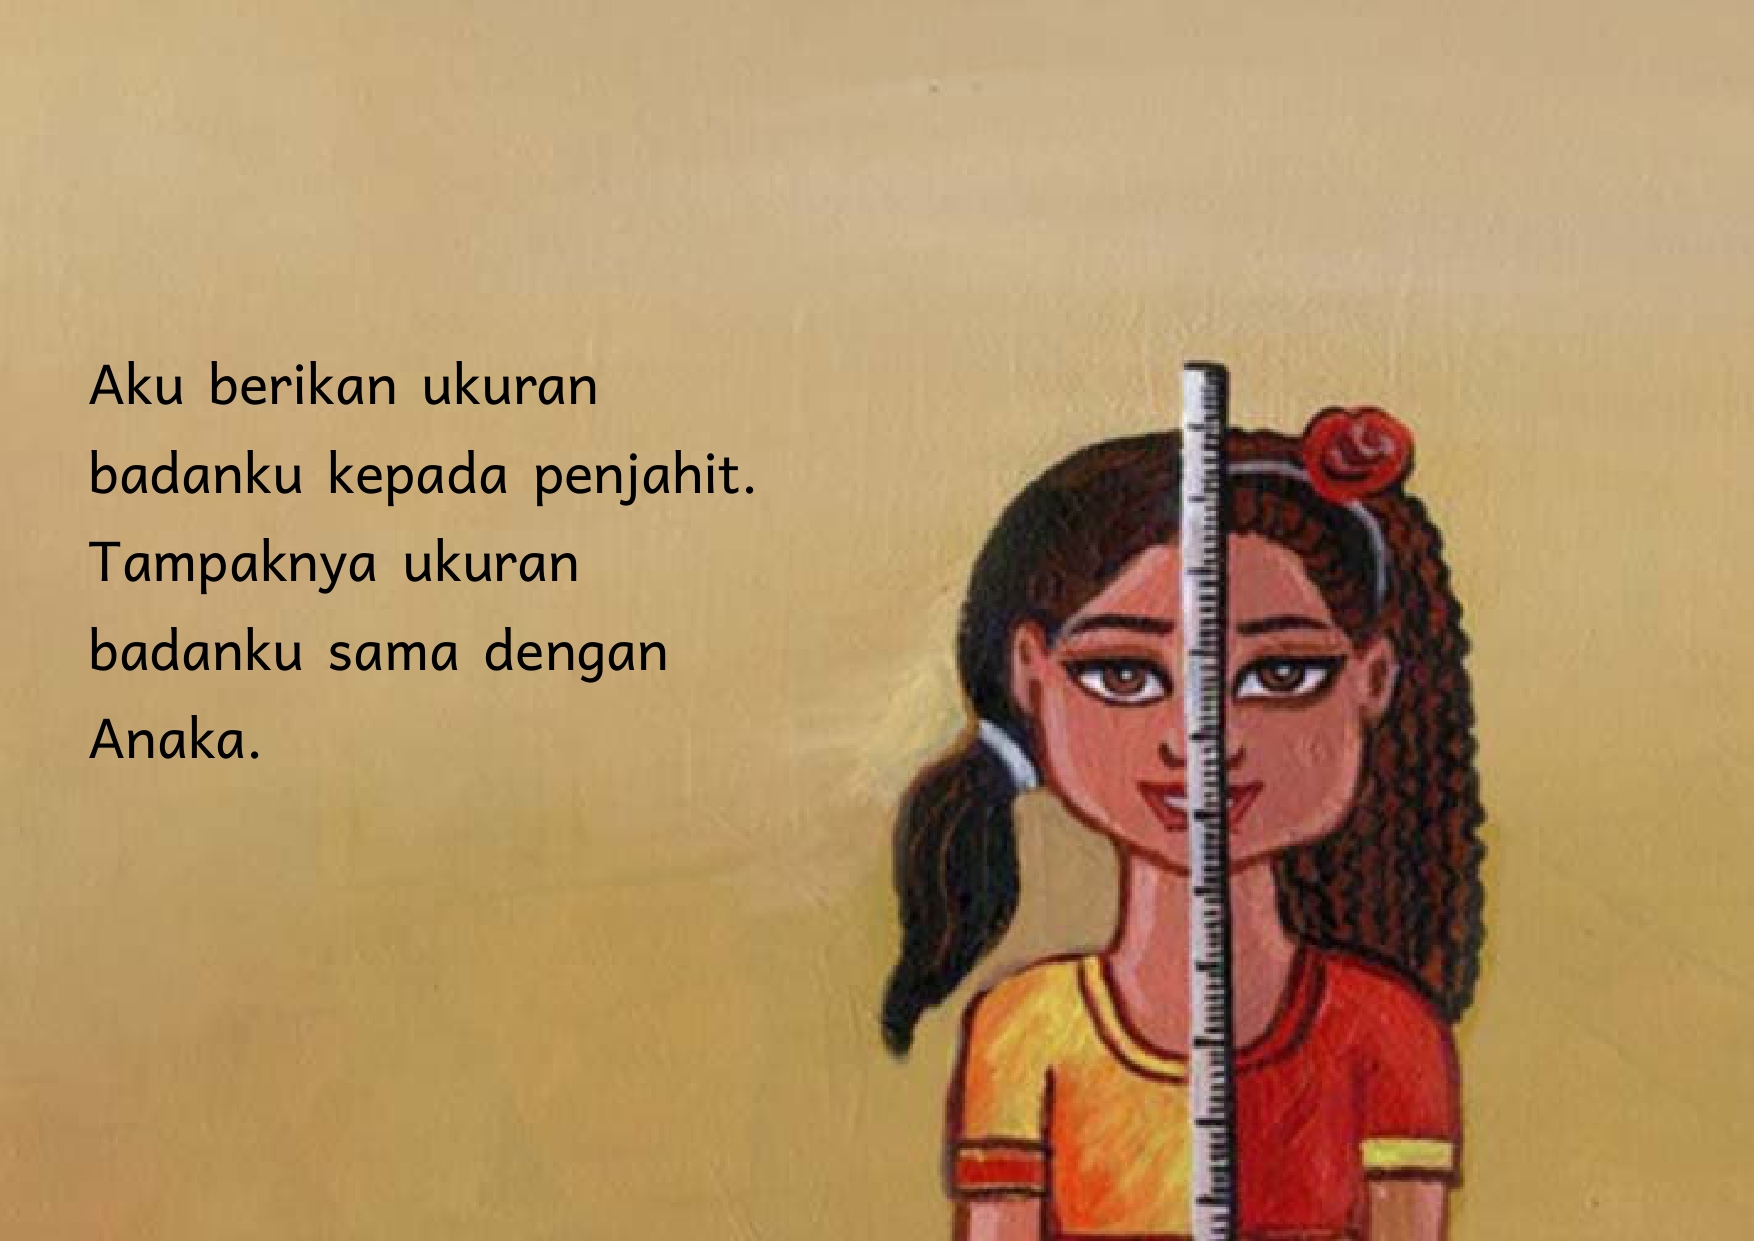 Aku berikan ukuran
badanku kepada penjahit.
Tampaknya ukuran
badanku sama dengan
Anaka.